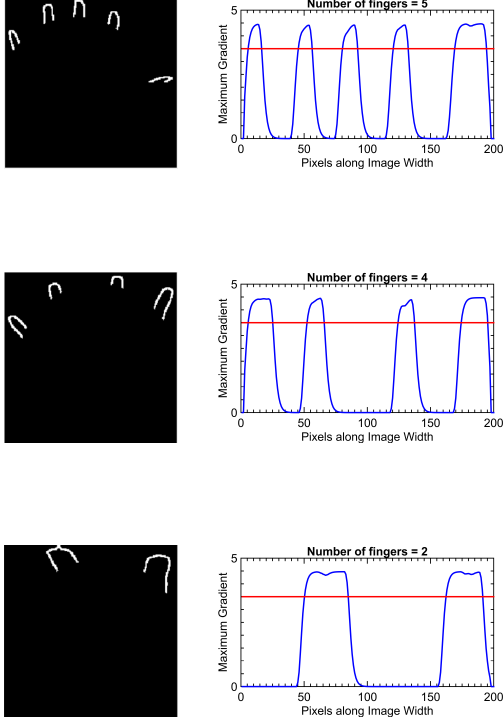 Number of fingers = 5
5
Maximum Gradient
0
0 50 100 150 200
Pixels along Image Width
Number of fingers = 4
5
Maximum Gradient
0
0 50 100 150 200
Pixels along Image Width
Number of fingers = 2
5
Maximum Gradient
0
0 50 100 150 200
Pixels along Image Width